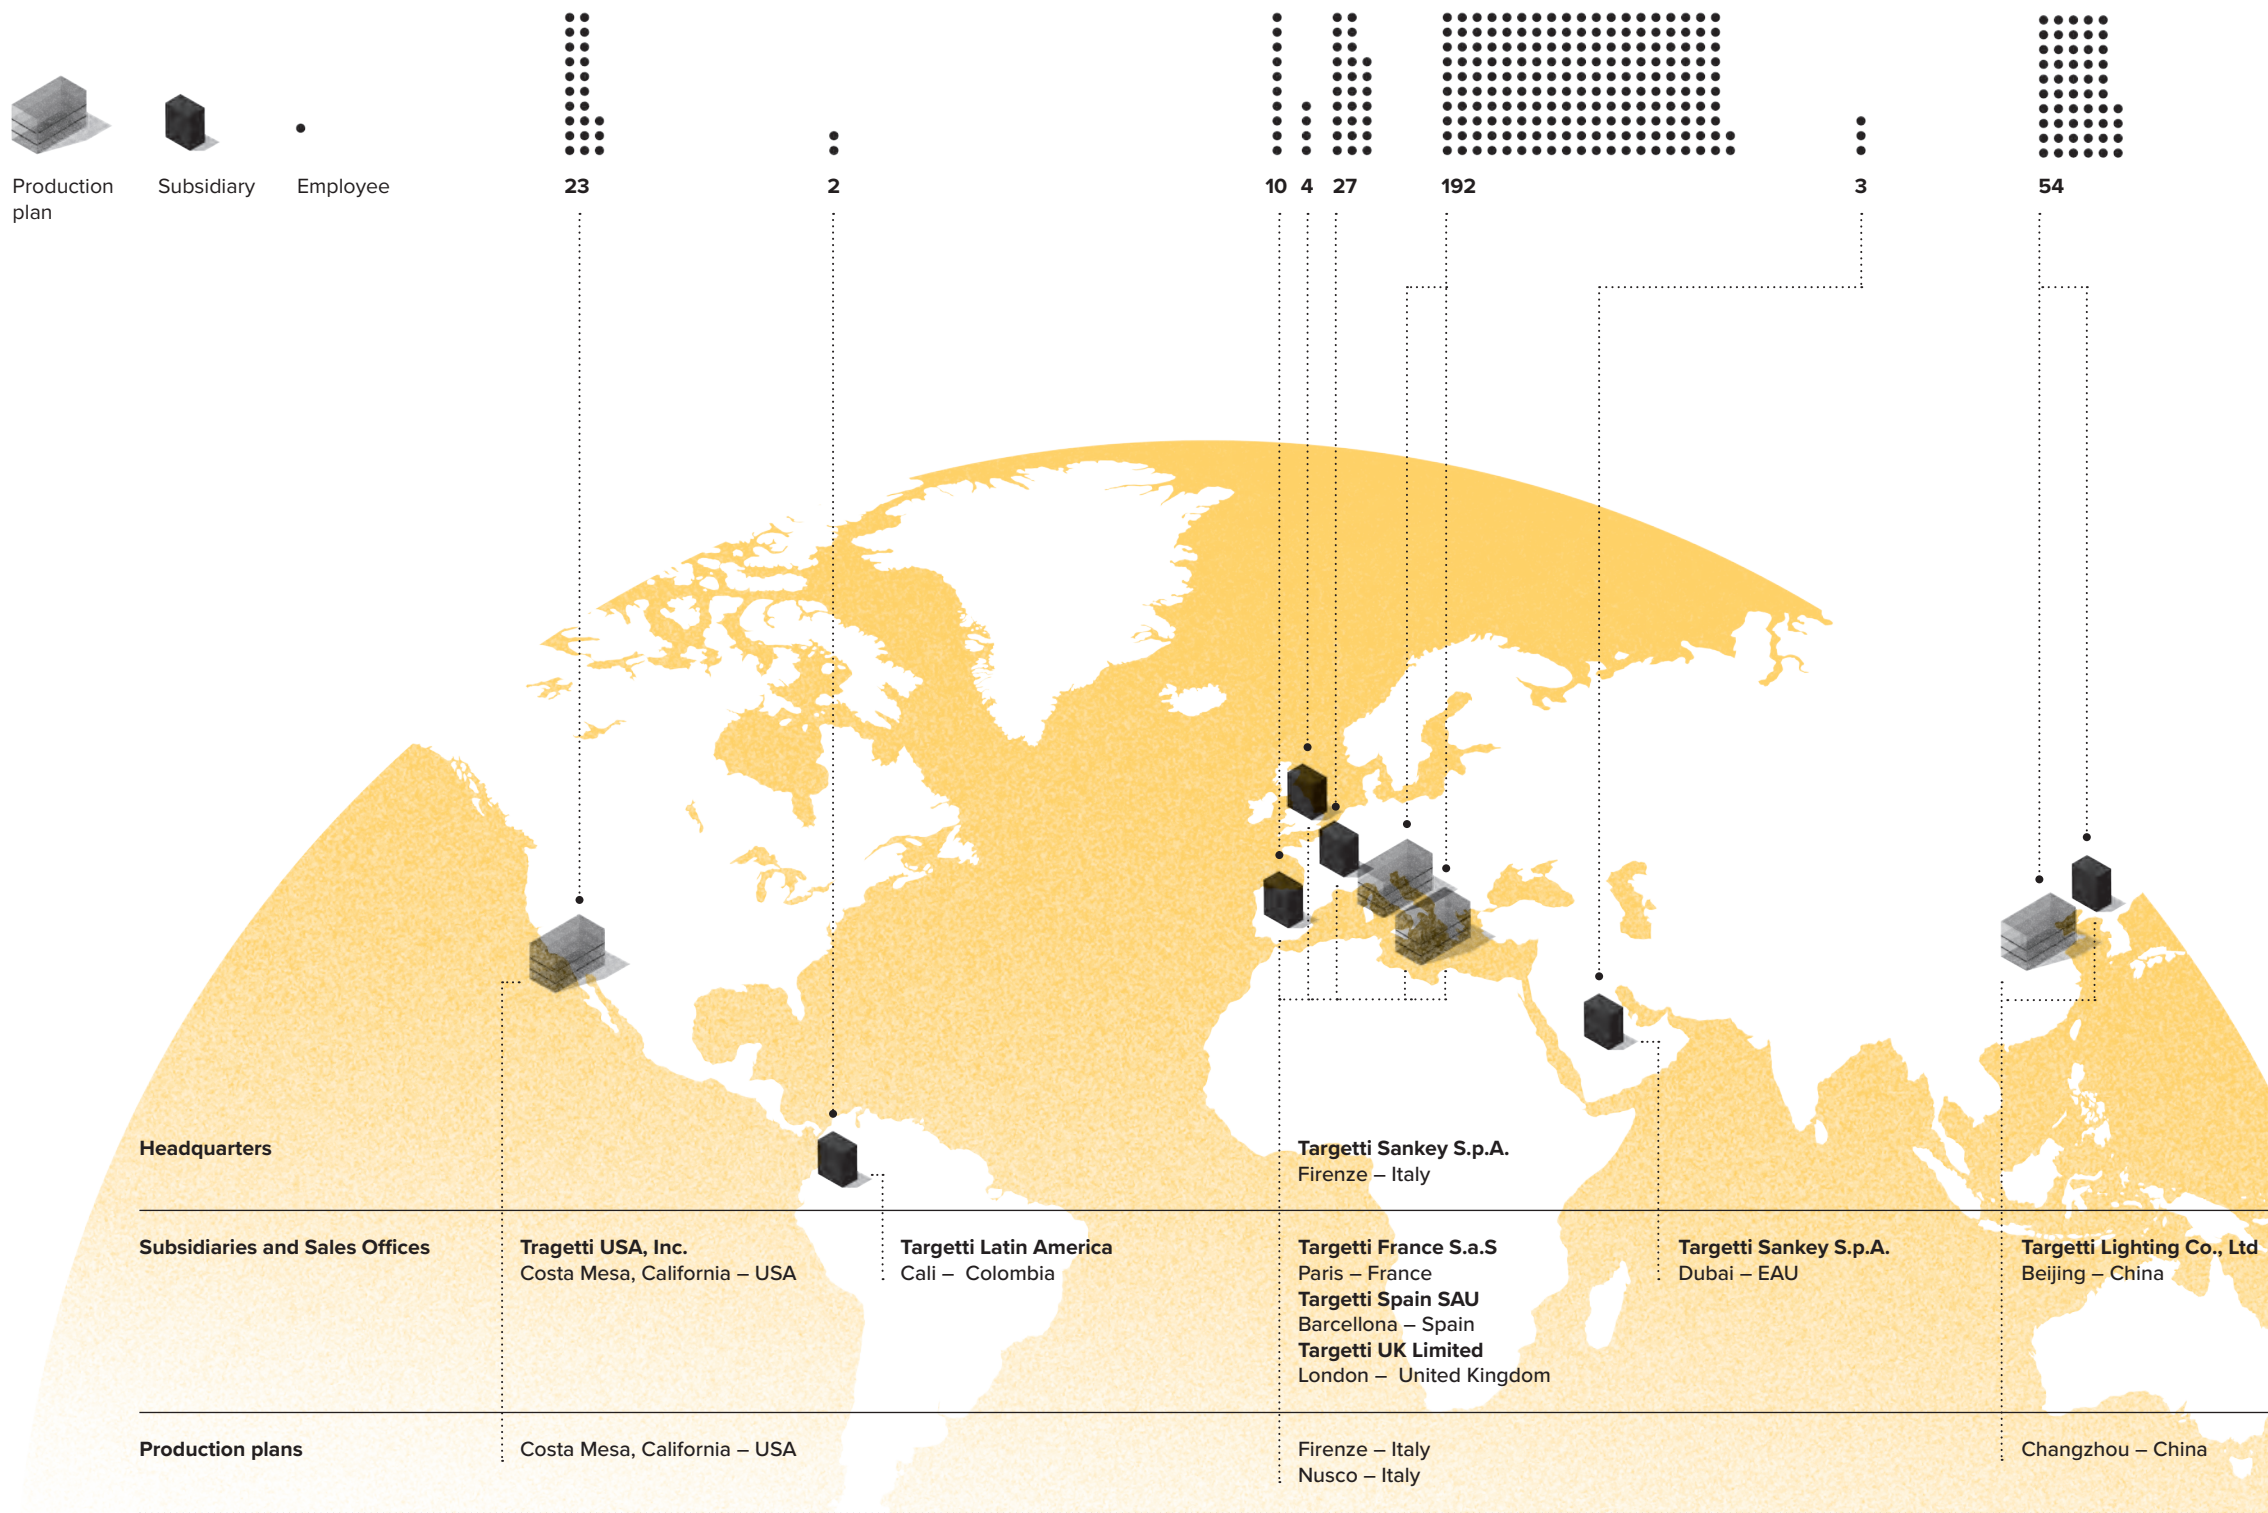 Production
plan
Subsidiary
Employee
23
2
10
4
27
192
3
54
Headquarters
Targetti Sankey S.p.A.
Firenze – Italy
Subsidiaries and Sales Offices
Tragetti USA, Inc.
Costa Mesa, California – USA
Targetti Latin America
Cali – Colombia
Targetti France S.a.S
Paris – France
Targetti Spain SAU
Barcellona – Spain
Targetti UK Limited
London – United Kingdom
Targetti Sankey S.p.A.
Dubai – EAU
Targetti Lighting Co., Ltd
Beijing – China
Production plans
Costa Mesa, California – USA
Firenze – Italy
Nusco – Italy
Changzhou – China